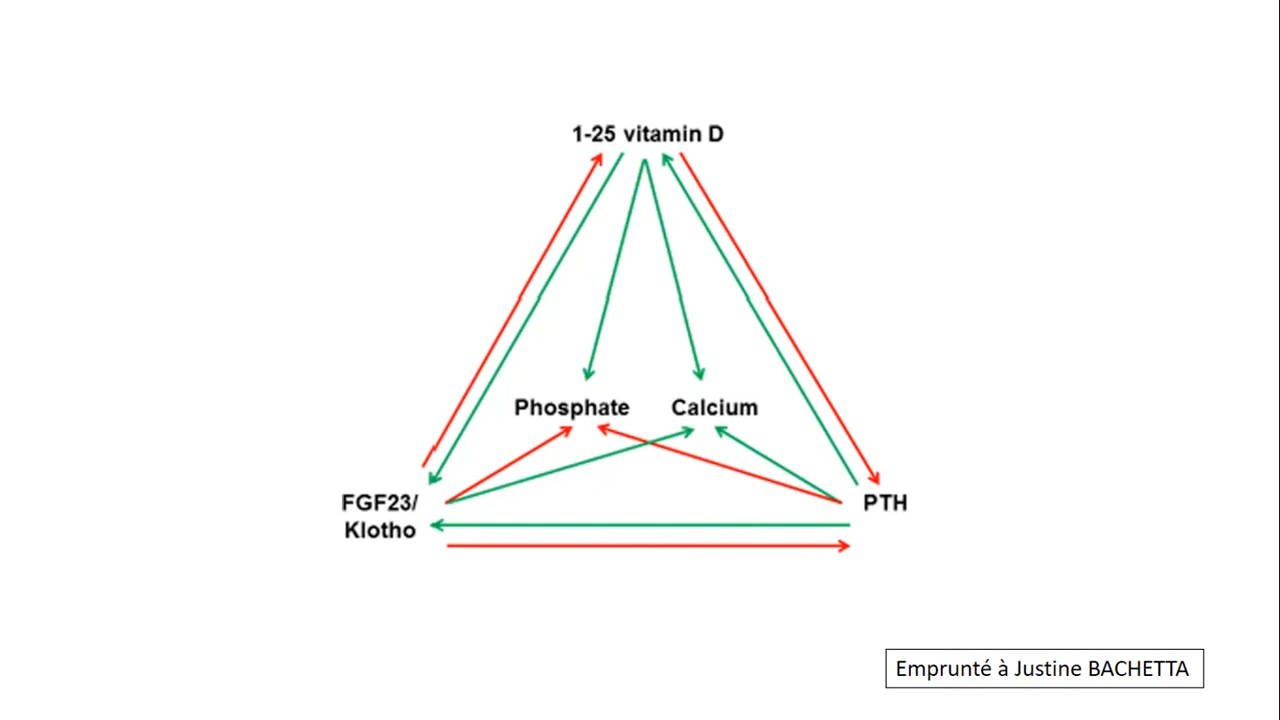 1-25 vitamin D
Phosphate
Calcium
FGF23/
Klotho
PTH
Emprunté à Justine BACHETTA